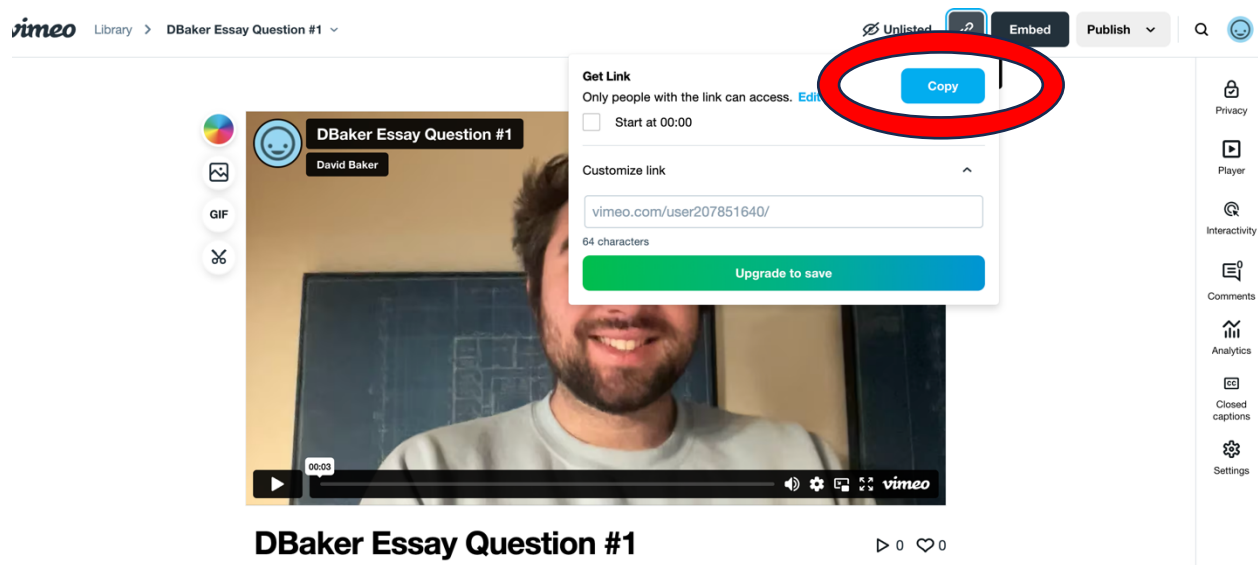 vimeo
Library > DBaker Essay Question #1
Unlisted
Embed
Publish
Get Link
Copy
Only people with the link can access. Edit
Start at 00:00
Customize link
vimeo.com/user207851640/
64 characters
Upgrade to save
DBaker Essay Question #1
David Baker
GIF
00:03
vimeo
DBaker Essay Question #1
0
0
Privacy
Player
Interactivity
0
Comments
Analytics
CC
Closed
captions
Settings